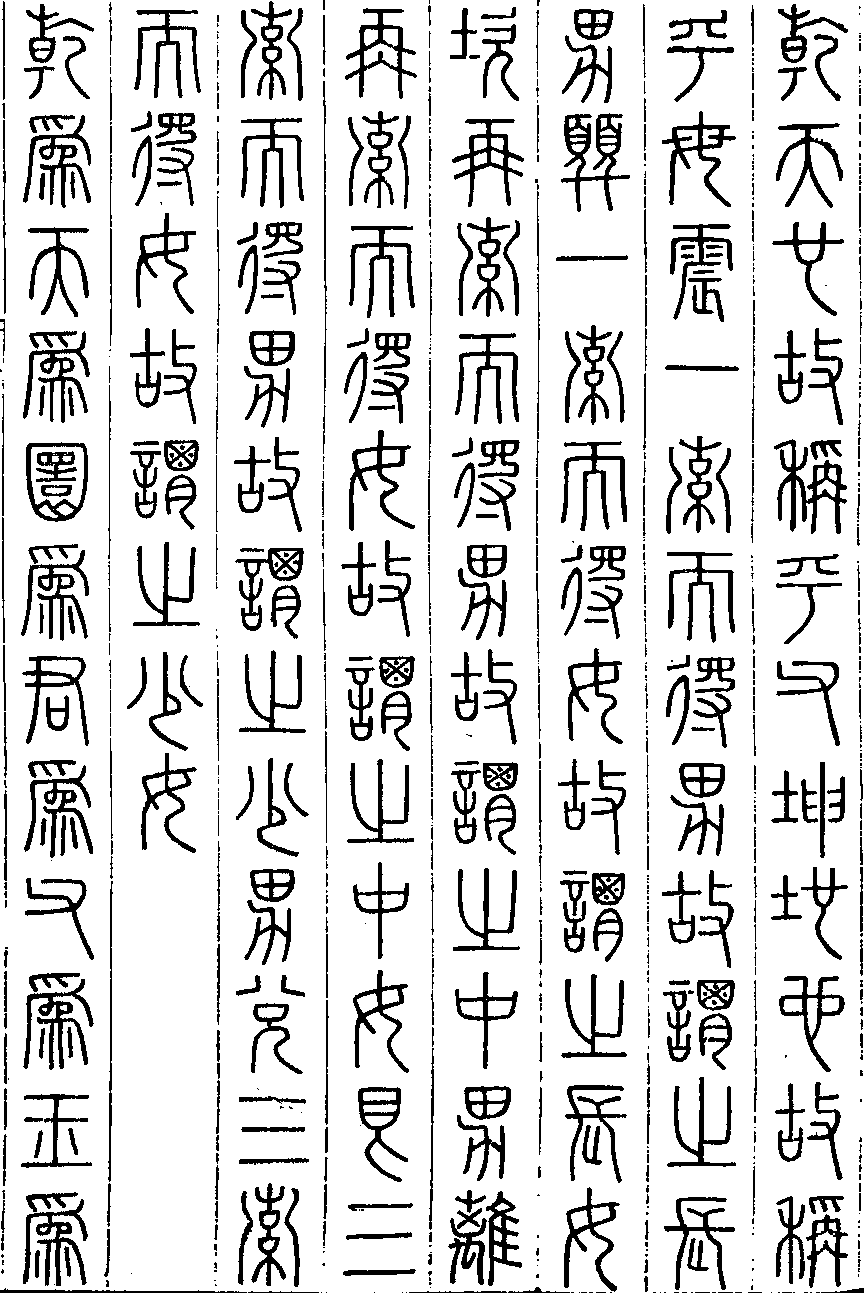 乾天也故稱乎父坤地也故稱
乎母震一索而得男故謂之長
男顨一索而得女故謂之長女
坎再索而得男故謂之中男離
再索而得女故謂之中女艮三
索而得男故謂之少男兌三索
而得女故謂之少女
乾爲天爲圜爲君爲父爲玉爲